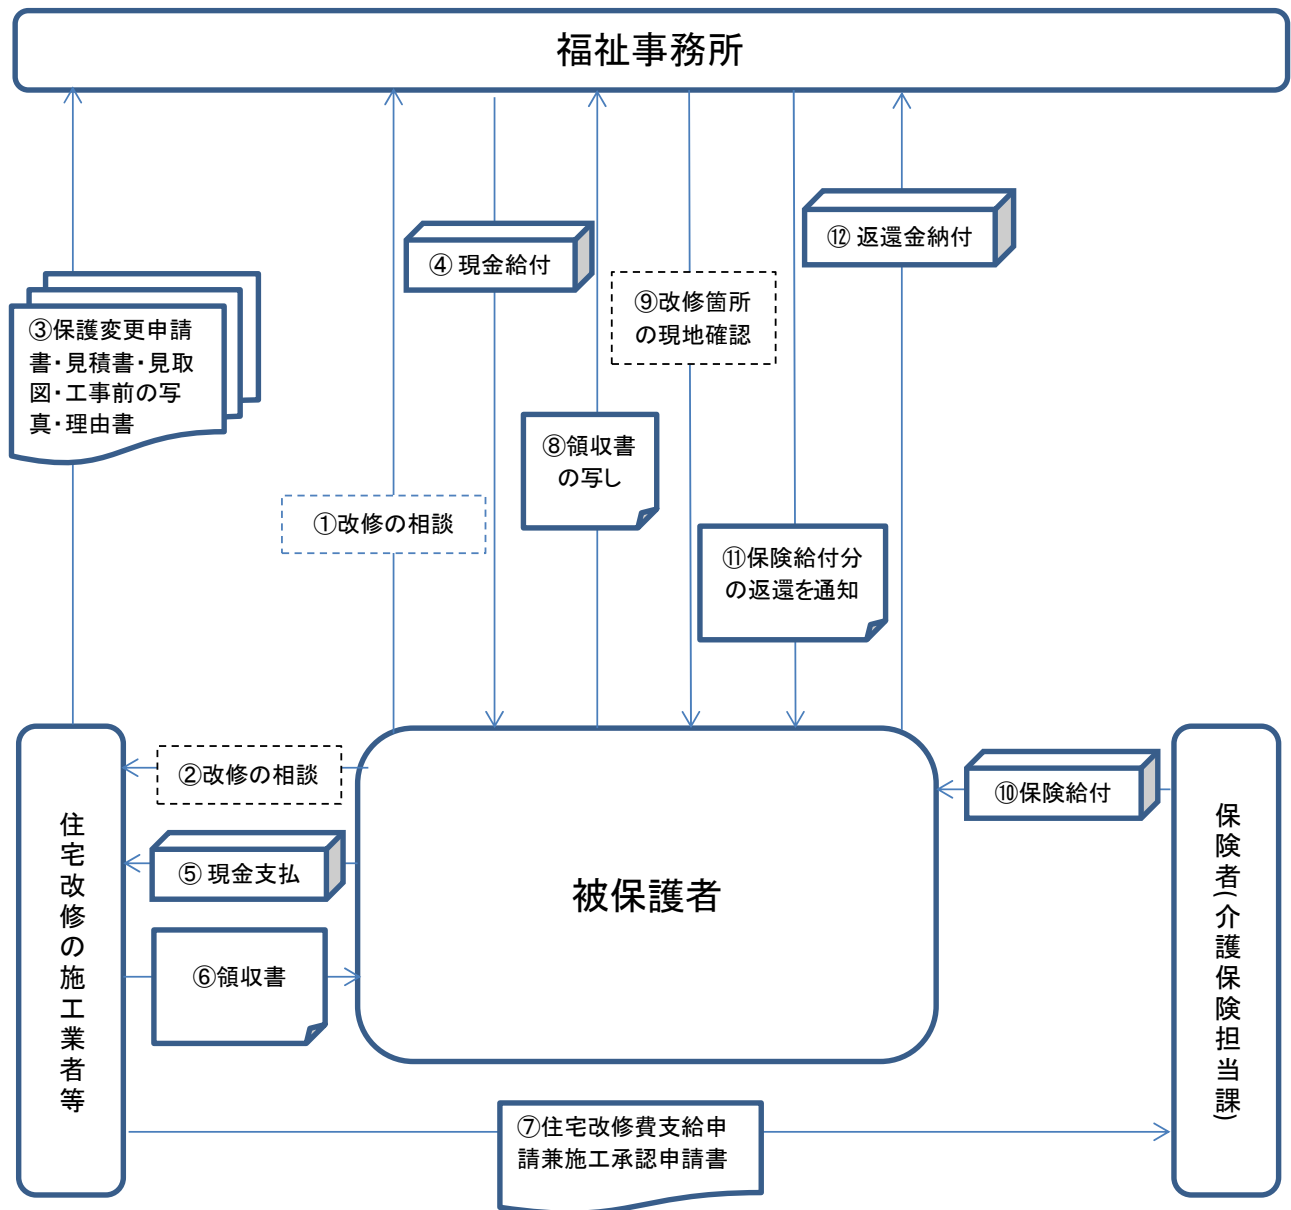 福祉事務所
⑫ 返還金納付
④ 現金給付
⑨改修箇所
の現地確認
③保護変更申請
書・見積書・見取
図・工事前の写
真・理由書
⑧領収書
の写し
①改修の相談
⑪保険給付分
の返還を通知
②改修の相談
⑩保険給付
⑤ 現金支払
被保護者
⑥領収書
住宅改修の施工業者等
保険者(介護保険担当課)
⑦住宅改修費支給申
請兼施工承認申請書